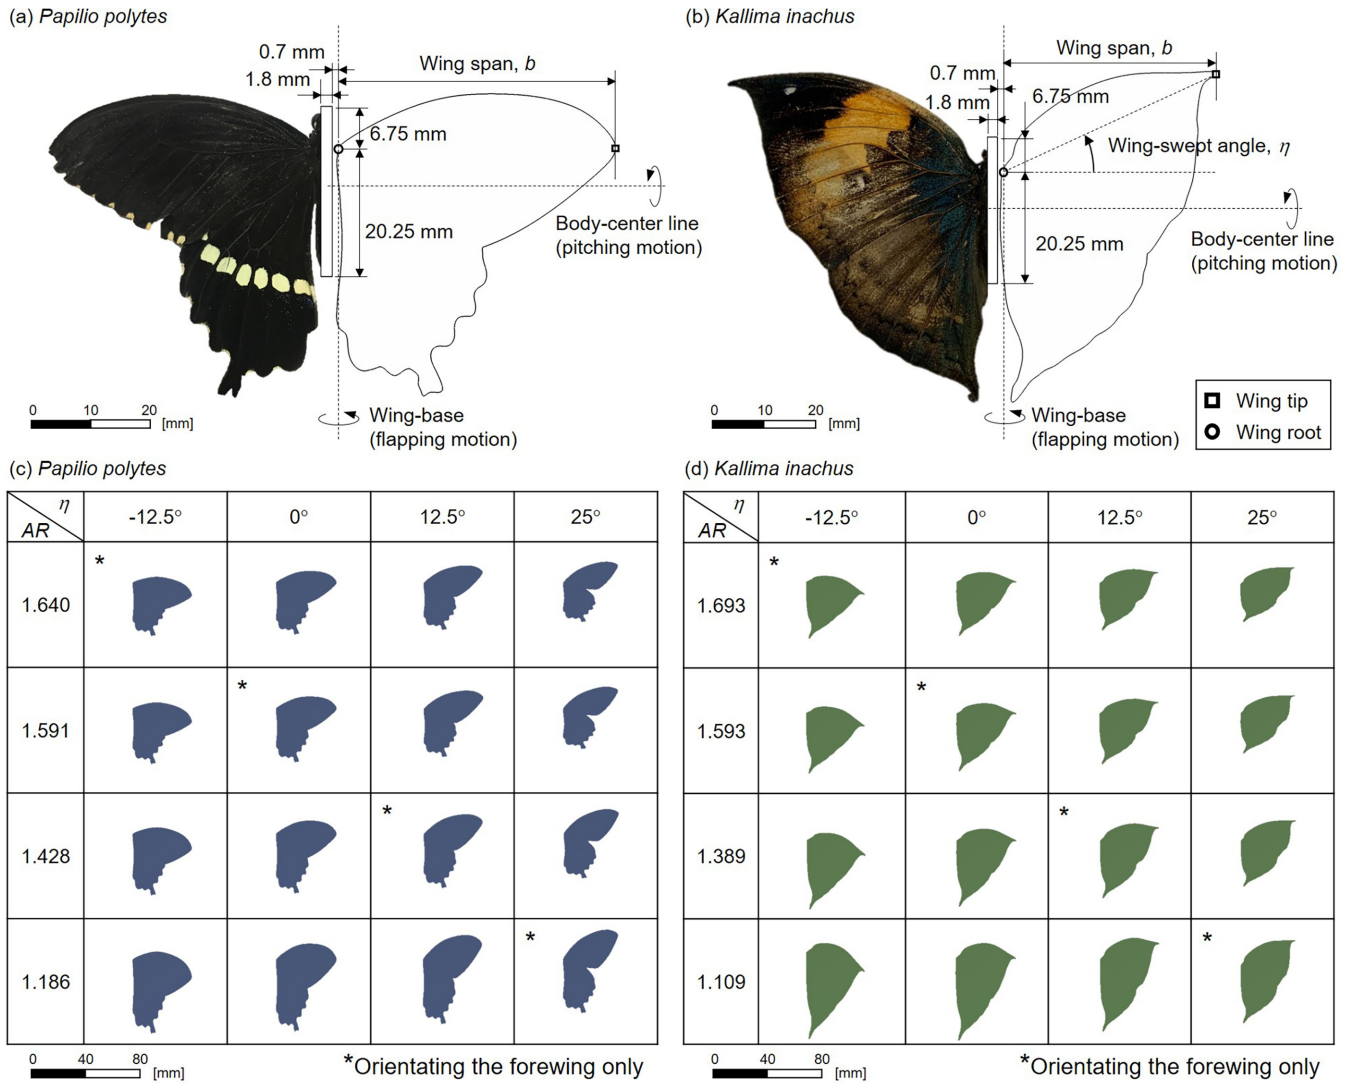 (a) Papilio polytes
0.7 mm
1.8 mm
Wing span, b
6.75 mm
20.25 mm
Body-center line
(pitching motion)
Wing-base
(flapping motion)
0 10 20
[mm]
(b) Kallima inachus
Wing span, b
0.7 mm
1.8 mm
6.75 mm
Wing-swept angle, η
20.25 mm
Body-center line
(pitching motion)
Wing-base
(flapping motion)
0 10 20
[mm]
Wing tip
Wing root
(c) Papilio polytes
η
AR
-12.5° 0° 12.5° 25°
*
1.640
*
1.591
*
1.428
*
1.186
0 40 80
[mm]
*Orientating the forewing only
(d) Kallima inachus
η
AR
-12.5° 0° 12.5° 25°
*
1.693
*
1.593
*
1.389
*
1.109
0 40 80
[mm]
*Orientating the forewing only